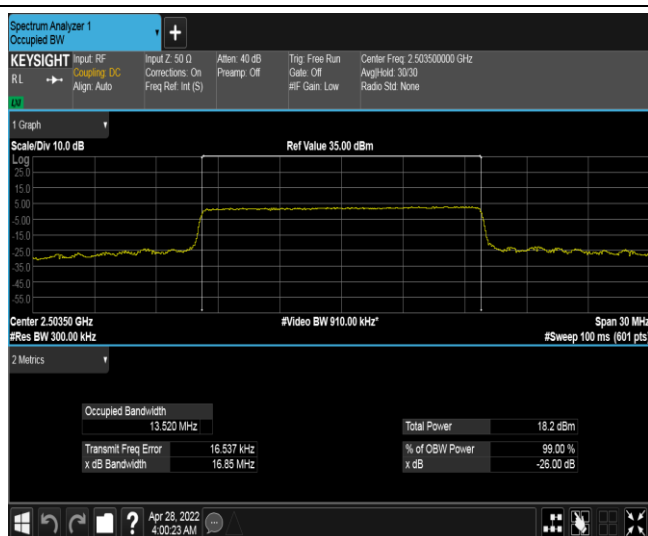 Spectrum Analyzer 1
Occupied BW
KEYSIGHT
RL
LXI
Input: RF
Coupling: DC
Align: Auto
Input Z: 50 Ω
Corrections: On
Freq Ref: Int (S)
Atten: 40 dB
Preamp: Off
Trig: Free Run
Gate: Off
#IF Gain: Low
Center Freq: 2.503500000 GHz
Avg|Hold: 30/30
Radio Std: None
1 Graph
Scale/Div 10.0 dB
Ref Value 35.00 dBm
Log
25.0
15.0
5.00
-5.00
-15.0
-25.0
-35.0
-45.0
-55.0
Center 2.50350 GHz
#Video BW 910.00 kHz*
Span 30 MHz
#Res BW 300.00 kHz
#Sweep 100 ms (601 pts)
2 Metrics
Occupied Bandwidth
13.520 MHz
Total Power 18.2 dBm
Transmit Freq Error 16.537 kHz
% of OBW Power 99.00 %
x dB Bandwidth 16.85 MHz
x dB -26.00 dB
Apr 28, 2022
4:00:23 AM